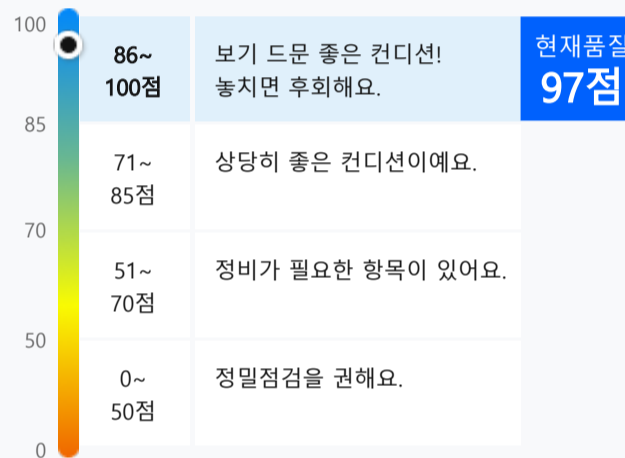 100
86~
100점
보기 드문 좋은 컨디션!
놓치면 후회해요.
현재품질
97점
85
71~
85점
상당히 좋은 컨디션이예요.
70
51~
70점
정비가 필요한 항목이 있어요.
50
0~
50점
정밀점검을 권해요.
0